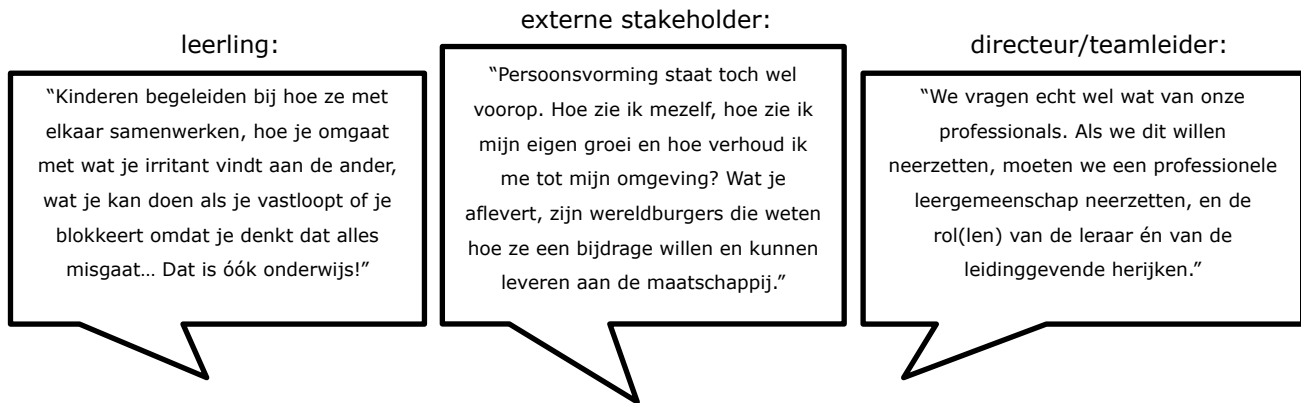 leerling:
"Kinderen begeleiden bij hoe ze met
elkaar samenwerken, hoe je omgaat
met wat je irritant vindt aan de ander,
wat je kan doen als je vastloopt of je
blokkeert omdat je denkt dat alles
misgaat… Dat is óók onderwijs!”
externe stakeholder:
“Persoonsvorming staat toch wel
voorop. Hoe zie ik mezelf, hoe zie ik
mijn eigen groei en hoe verhoud ik
me tot mijn omgeving? Wat je
aflevert, zijn wereldburgers die weten
hoe ze een bijdrage willen en kunnen
leveren aan de maatschappij.”
directeur/teamleider:
“We vragen echt wel wat van onze
professionals. Als we dit willen
neerzetten, moeten we een professionele
leergemeenschap neerzetten, en de
rol(len) van de leraar én van de
leidinggevende herijken.”